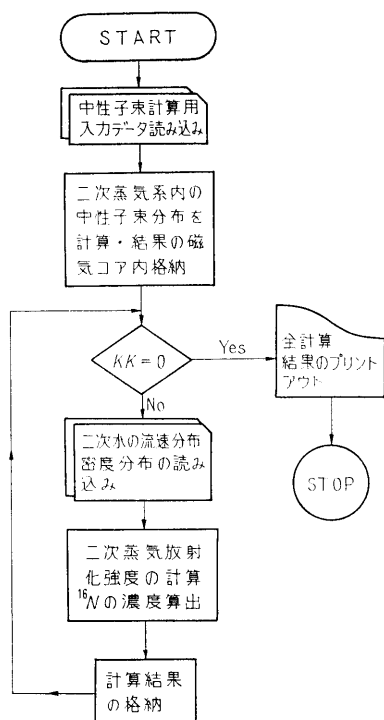 START
中性子束計算用
入力データ読み込み
二次蒸気系内の
中性子束分布を
計算・結果の磁
気コア内格納
KK=0
Yes
全計算
結果のプリント
アウト
No
STOP
二次水の流速分布
密度分布の読み
込み
二次蒸気放射
化強度の計算
¹⁶Nの濃度算出
計算結果
の格納